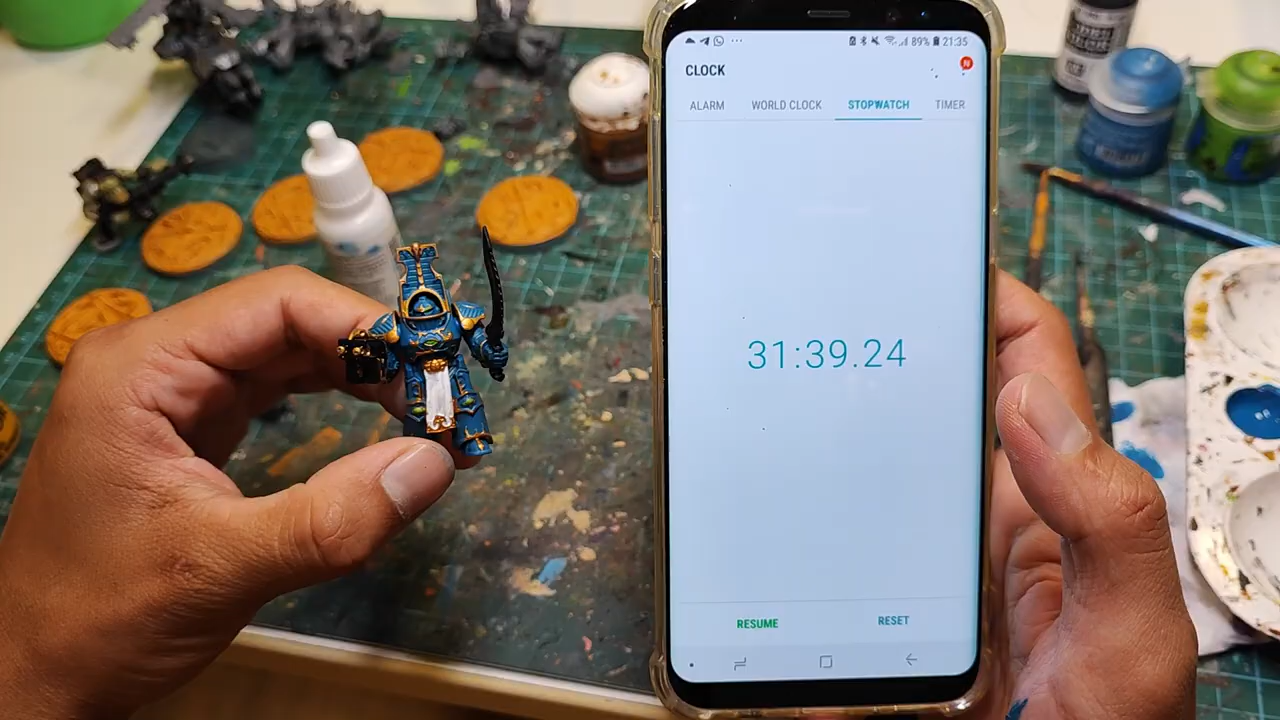 89% 21:35
CLOCK
N
ALARM WORLD CLOCK STOPWATCH TIMER
31:39.24
RESUME RESET